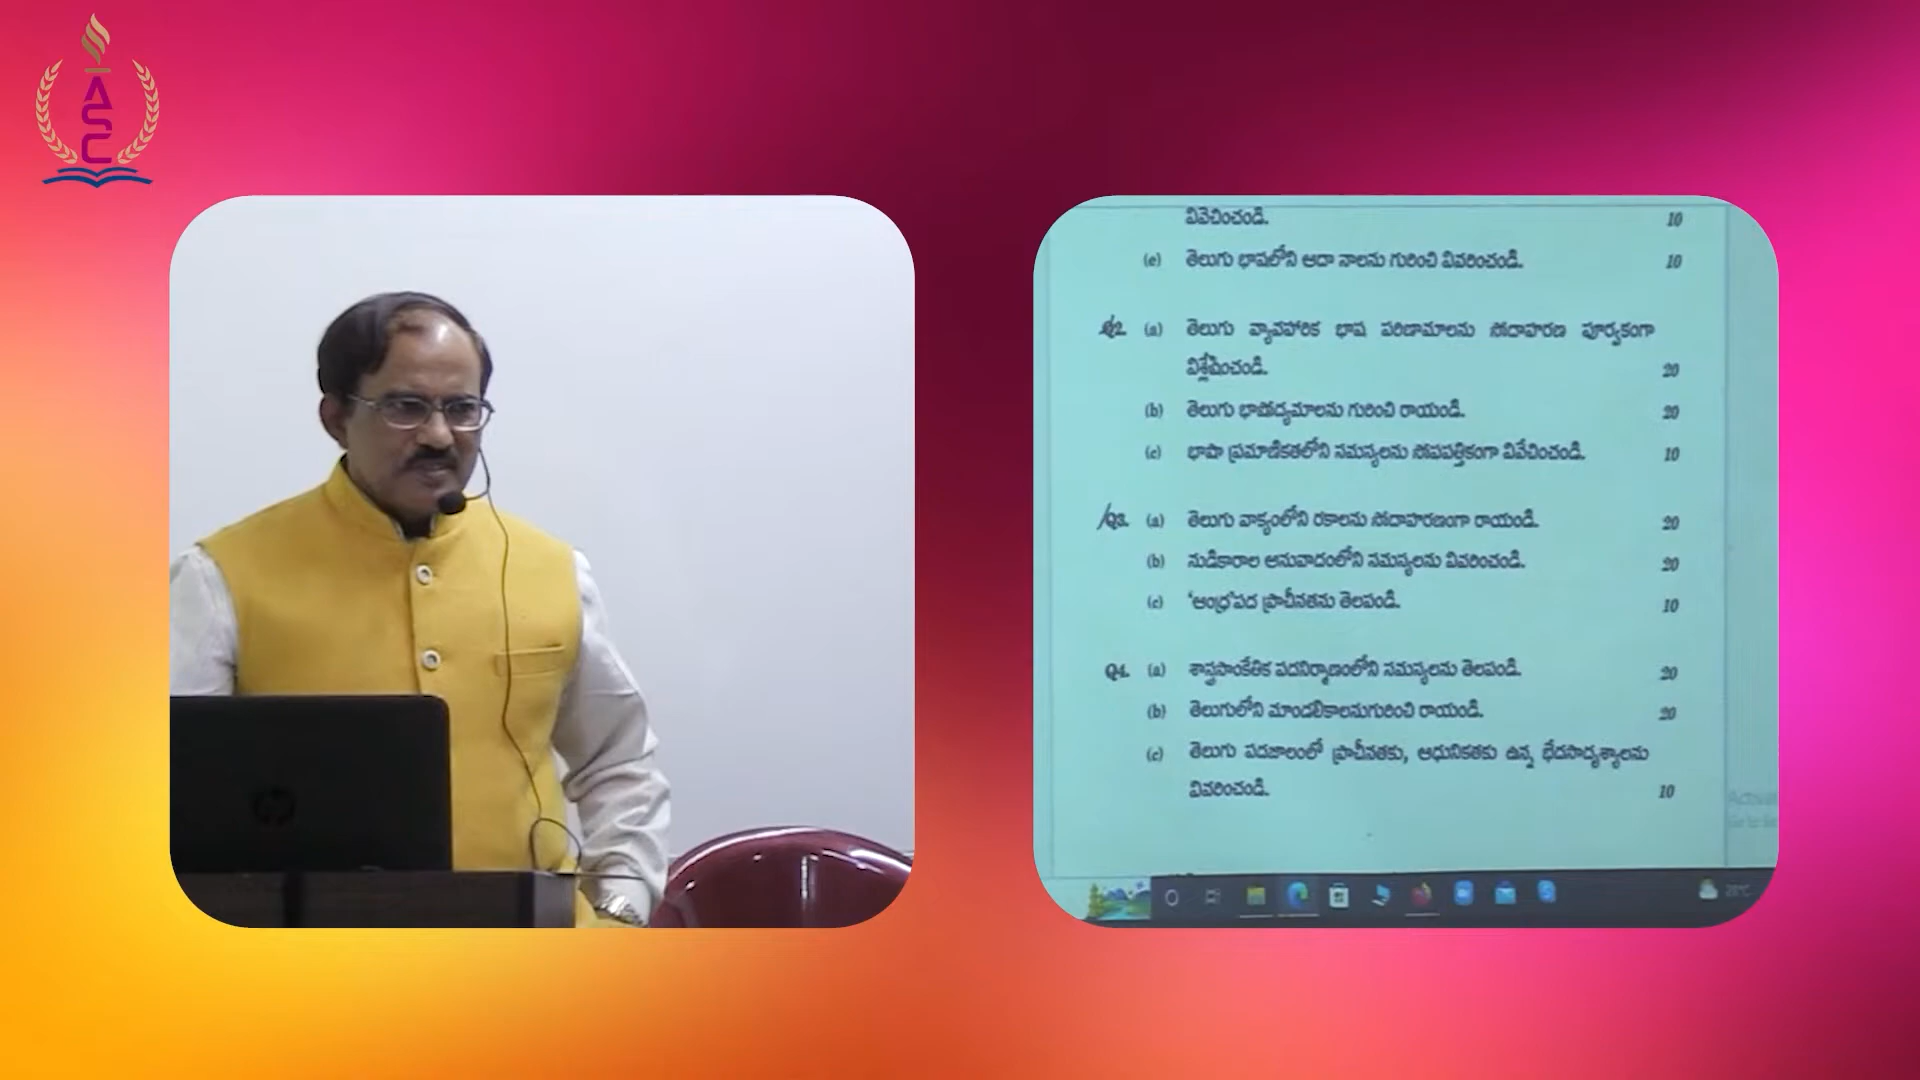 ASC
వివేచించండి. 10
(e) తెలుగు భాషలోని ఆదా నాలను గురించి వివరించండి. 10
Q2. (a) తెలుగు వ్యావహారిక భాష పరిణామాలను సోదాహరణ పూర్వకంగా
విశ్లేషించండి. 20
(b) తెలుగు భాషోద్యమాలను గురించి రాయండి. 20
(c) భాషా ప్రమాణికతలోని సమస్యలను సోపపత్తికంగా వివేచించండి. 10
Q3. (a) తెలుగు వాక్యంలోని రకాలను సోదాహరణంగా రాయండి. 20
(b) నుడికారాల అనువాదంలోని సమస్యలను వివరించండి. 20
(c) ‘ఆంధ్ర’పద ప్రాచీనతను తెలపండి. 10
Q4. (a) శాస్త్రసాంకేతిక పదనిర్మాణంలోని సమస్యలను తెలపండి. 20
(b) తెలుగులోని మాండలికాలనుగురించి రాయండి. 20
(c) తెలుగు పదజాలంలో ప్రాచీనతకు, ఆధునికతకు ఉన్న భేదసాదృశ్యాలను
వివరించండి. 10